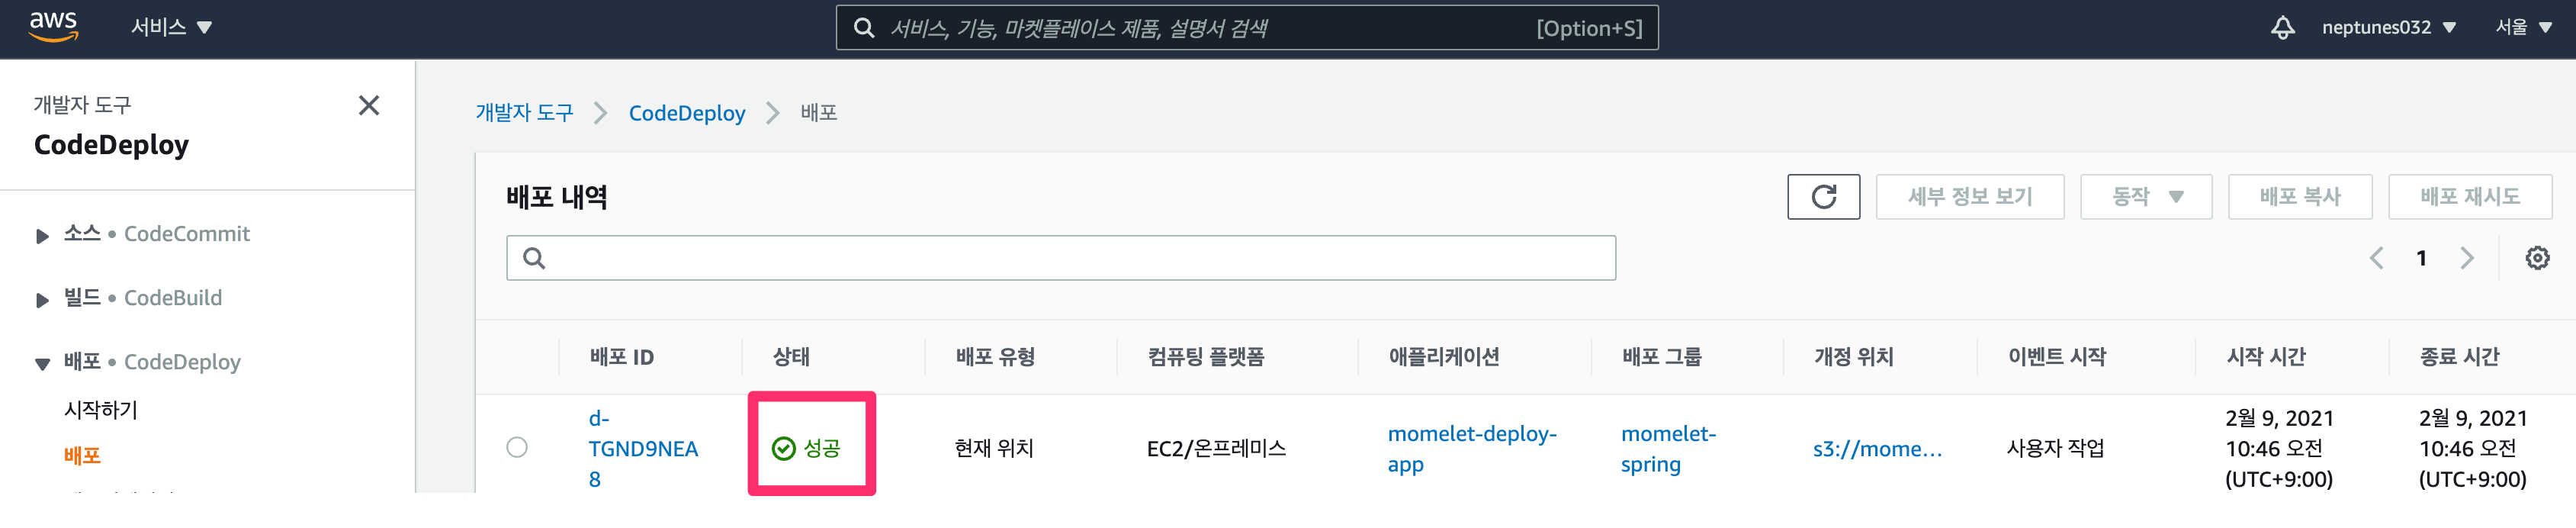 aws
서비스
서비스, 기능, 마켓플레이스 제품, 설명서 검색
[Option+S]
neptunes032
서울
개발자 도구
CodeDeploy
소스 • CodeCommit
빌드 • CodeBuild
배포 • CodeDeploy
시작하기
배포
개발자 도구 > CodeDeploy > 배포
배포 내역
세부 정보 보기
동작
배포 복사
배포 재시도
1
배포 ID
상태
배포 유형
컴퓨팅 플랫폼
애플리케이션
배포 그룹
개정 위치
이벤트 시작
시작 시간
종료 시간
d-
TGND9NEA
8
성공
현재 위치
EC2/온프레미스
momelet-deploy-
app
momelet-
spring
s3://mome...
사용자 작업
2월 9, 2021
10:46 오전
(UTC+9:00)
2월 9, 2021
10:46 오전
(UTC+9:00)